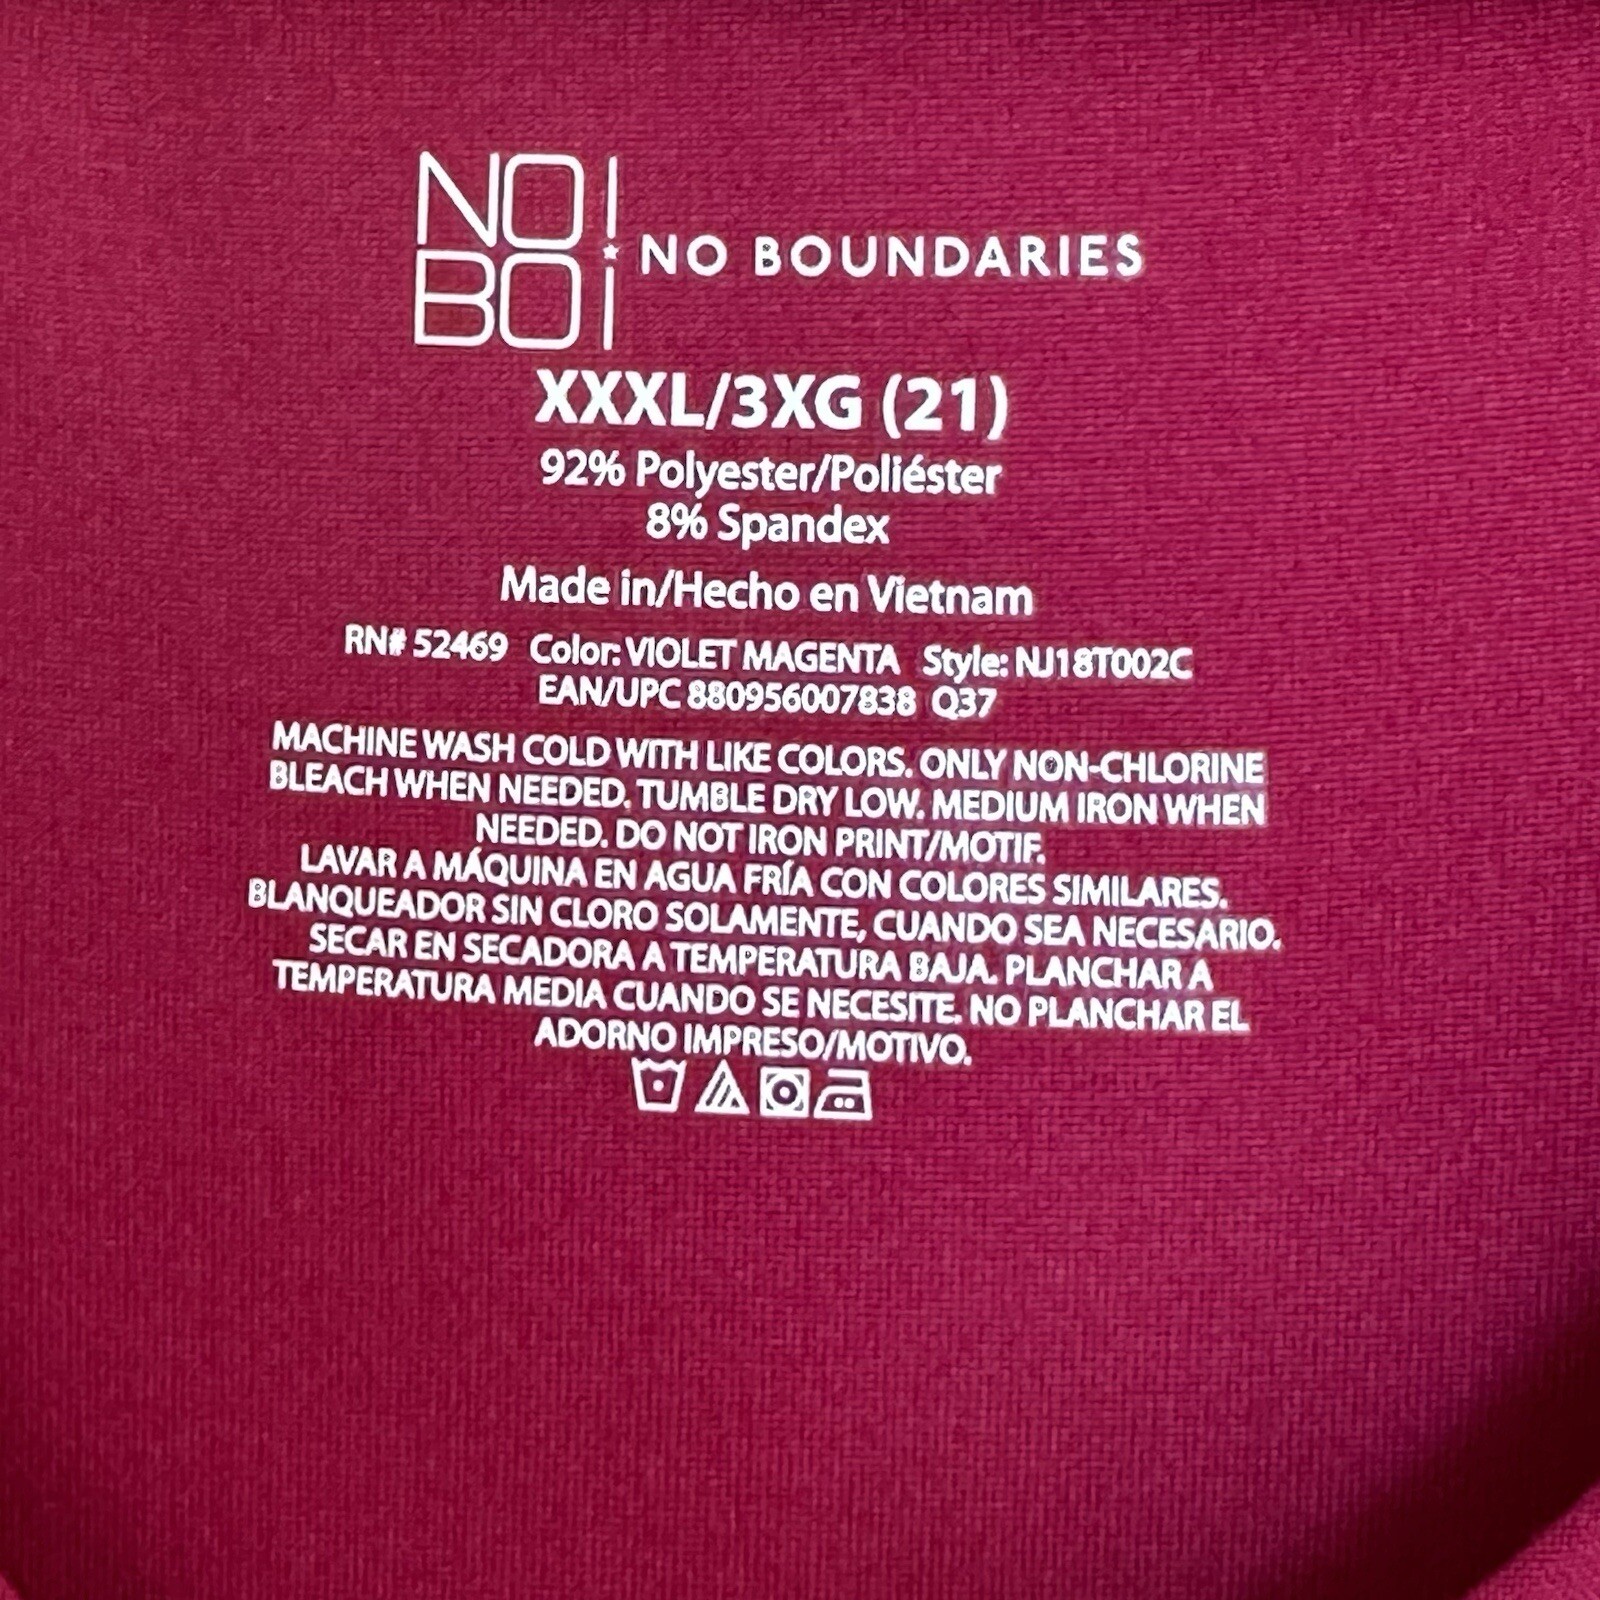 NO
BO
NO BOUNDARIES
XXXL/3XG (21)
92% Polyester/Poliéster
8% Spandex
Made in/Hecho en Vietnam
RN# 52469 Color: VIOLET MAGENTA Style: NJ18T002C
EAN/UPC 880956007838 Q37
MACHINE WASH COLD WITH LIKE COLORS. ONLY NON-CHLORINE
BLEACH WHEN NEEDED. TUMBLE DRY LOW. MEDIUM IRON WHEN
NEEDED. DO NOT IRON PRINT/MOTIF.
LAVAR A MÁQUINA EN AGUA FRÍA CON COLORES SIMILARES.
BLANQUEADOR SIN CLORO SOLAMENTE, CUANDO SEA NECESARIO.
SECAR EN SECADORA A TEMPERATURA BAJA. PLANCHAR A
TEMPERATURA MEDIA CUANDO SE NECESITE. NO PLANCHAR EL
ADORNO IMPRESO/MOTIVO.